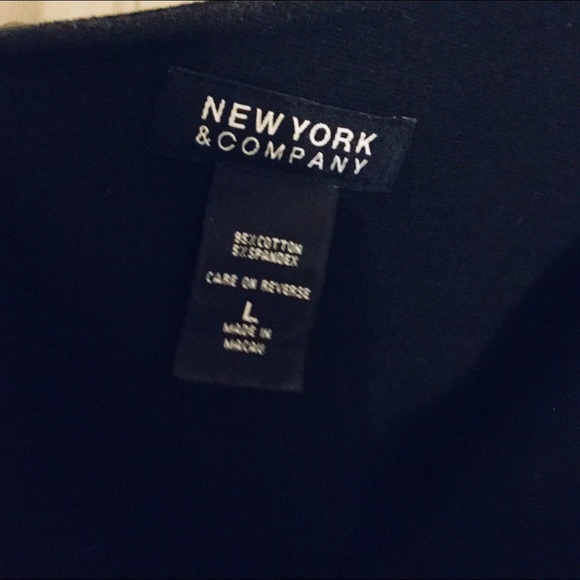 NEW YORK
& COMPANY
95% COTTON
5% SPANDEX
CARE ON REVERSE
L
MADE IN
MACAU